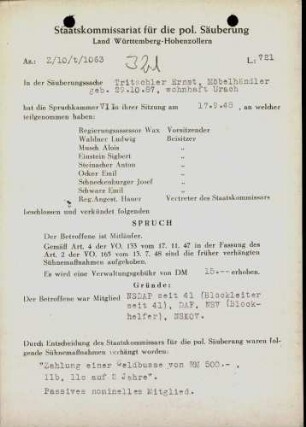 Staatskommissariat für die pol. Säuberung
Land Württemberg-Hohenzollern
Az.: Z/10/t/1063 L: 721
321
In der Säuberungssache Tritschler Ernst, Möbelhändler
geb. 29.10.87, wohnhaft Urach
hat die Spruchkammer VI in ihrer Sitzung am 17.9.48, an welcher
teilgenommen haben:
Regierungsassessor Wax Vorsitzender
Waldner Ludwig Beisitzer
Musch Alois „
Einstein Sigbert „
Steinacher Anton „
Ocker Emil „
Schneckenburger Josef „
Schwarz Emil „
Reg.Angest. Hauer Vertreter des Staatskommissars
beschlossen und verkündet folgenden
SPRUCH
Der Betroffene ist Mitläufer.
Gemäß Art. 4 der VO. 133 vom 17. 11. 47 in der Fassung des
Art. 2 der VO. 165 vom 13. 7. 48 sind die früher verhängten
Sühnemaßnahmen aufgehoben.
Es wird eine Verwaltungsgebühr von DM 15.-- erhoben.
Gründe:
Der Betroffene war Mitglied NSDAP seit 41 (Blockleiter
seit 41), DAF, NSV (Block-
helfer), NSKOV.
Durch Entscheidung des Staatskommissars für die pol. Säuberung waren fol-
gende Sühnemaßnahmen verhängt worden:
"Zahlung einer Geldbusse von RM 500.-,
11b, 11c auf 2 Jahre".
Passives nominelles Mitglied.